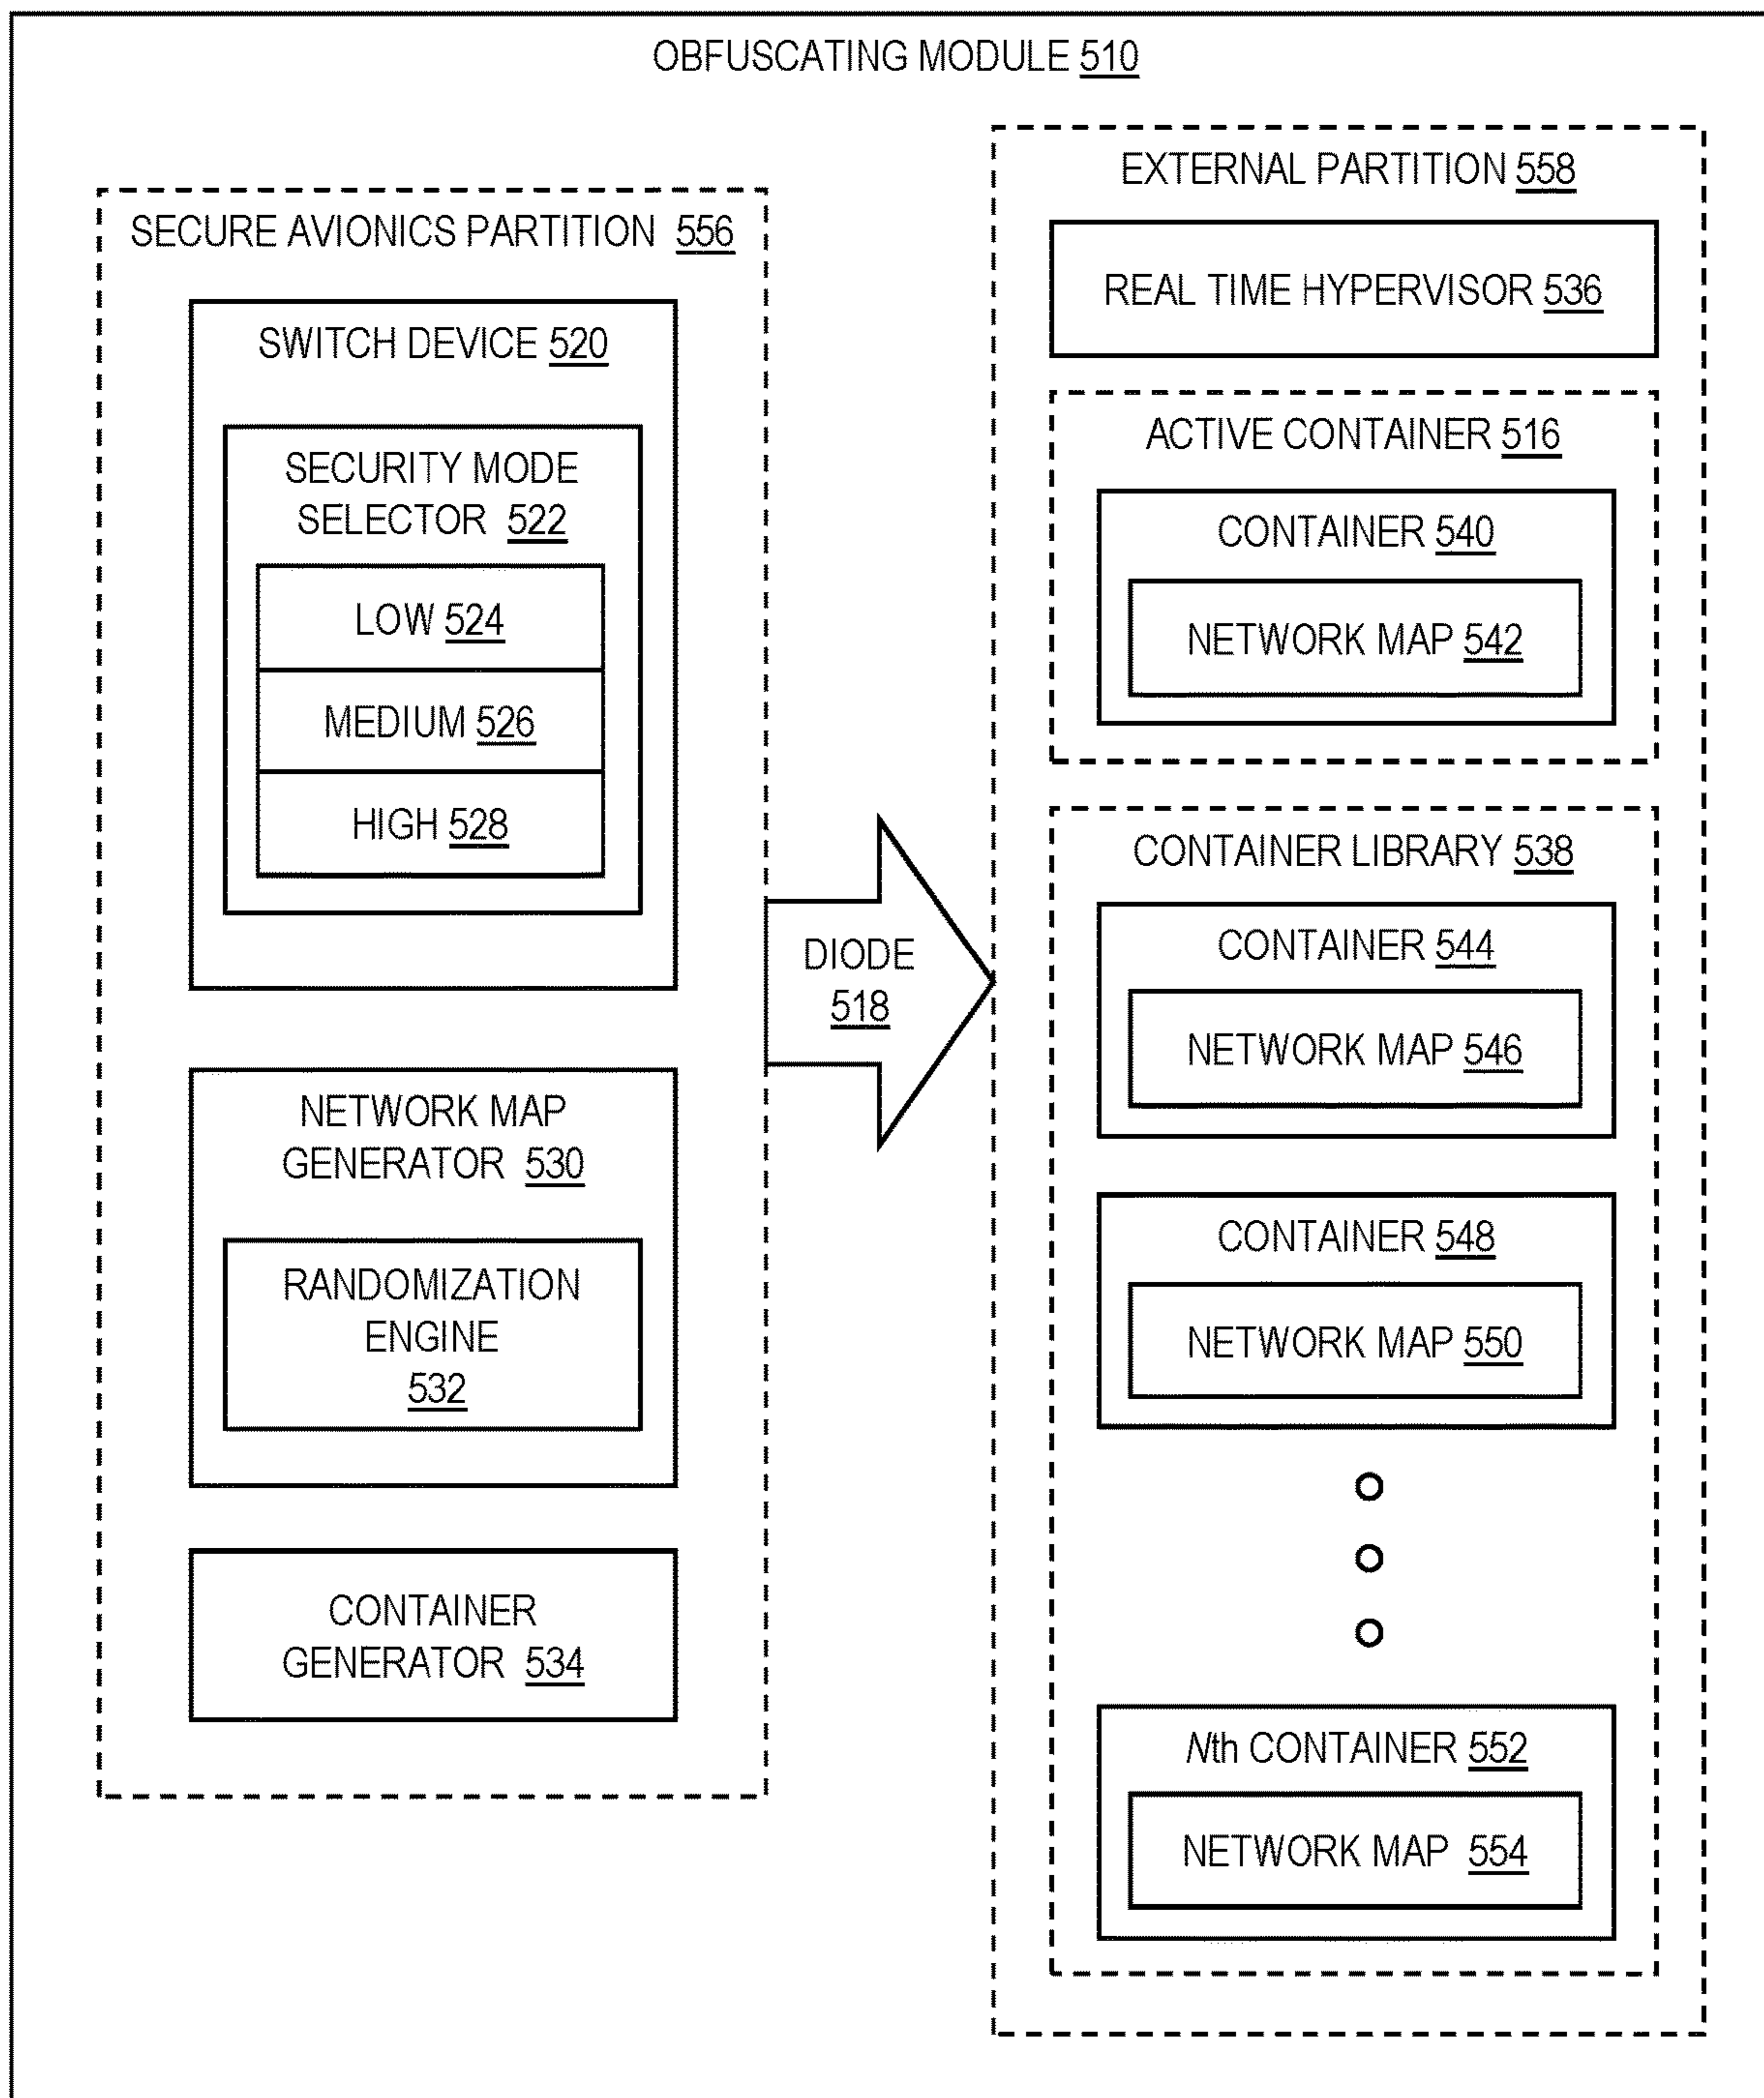 OBFUSCATING MODULE 510
SECURE AVIONICS PARTITION 556
SWITCH DEVICE 520
SECURITY MODE
SELECTOR 522
LOW 524
MEDIUM 526
HIGH 528
NETWORK MAP
GENERATOR 530
RANDOMIZATION
ENGINE
532
CONTAINER
GENERATOR 534
DIODE
518
EXTERNAL PARTITION 558
REAL TIME HYPERVISOR 536
ACTIVE CONTAINER 516
CONTAINER 540
NETWORK MAP 542
CONTAINER LIBRARY 538
CONTAINER 544
NETWORK MAP 546
CONTAINER 548
NETWORK MAP 550
Nth CONTAINER 552
NETWORK MAP 554